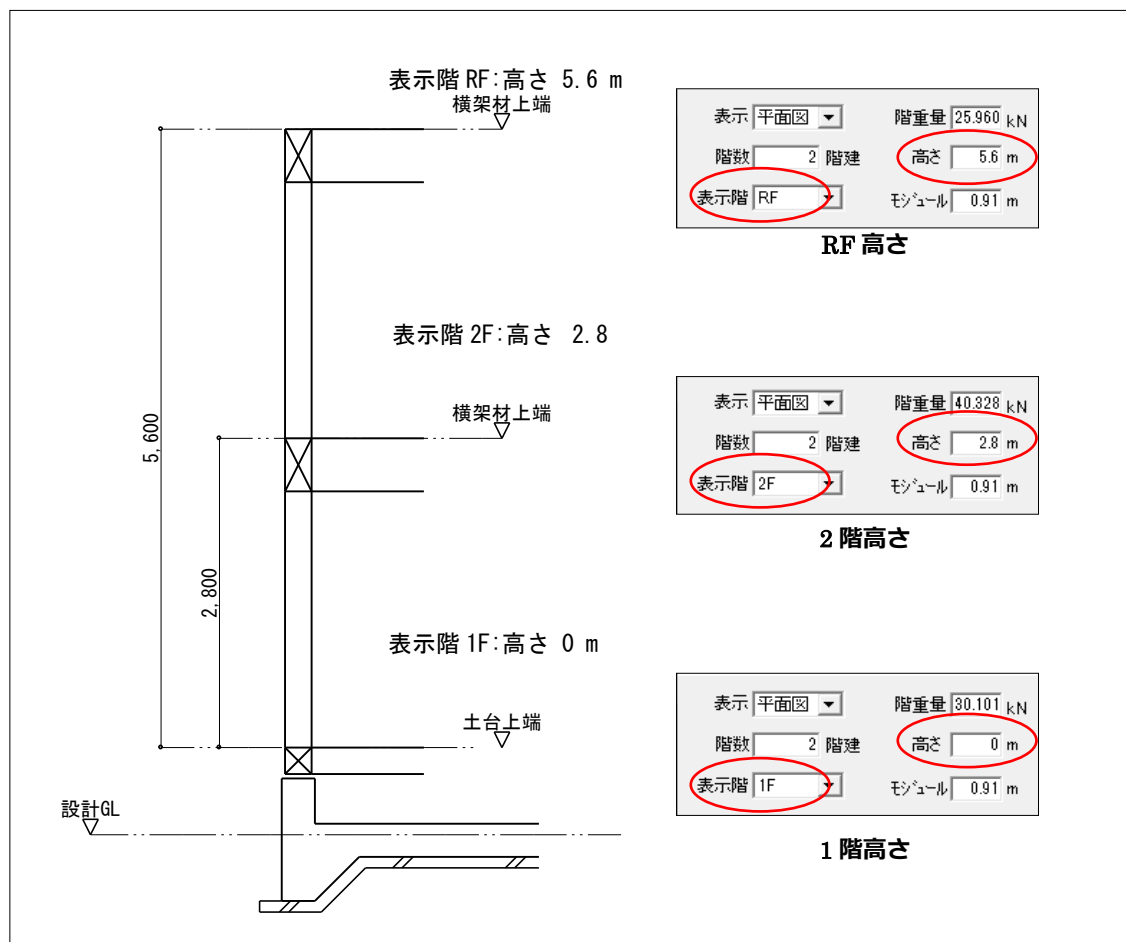 表示階 RF:高さ 5.6 m
横架材上端
表示階 2F:高さ 2.8
横架材上端
5,600
2,800
表示階 1F:高さ 0 m
土台上端
設計GL
表示 平面図 階重量 25.960 kN
階数 2 階建 高さ 5.6 m
表示階 RF モジュール 0.91 m
RF 高さ
表示 平面図 階重量 40.328 kN
階数 2 階建 高さ 2.8 m
表示階 2F モジュール 0.91 m
2 階高さ
表示 平面図 階重量 30.101 kN
階数 2 階建 高さ 0 m
表示階 1F モジュール 0.91 m
1 階高さ